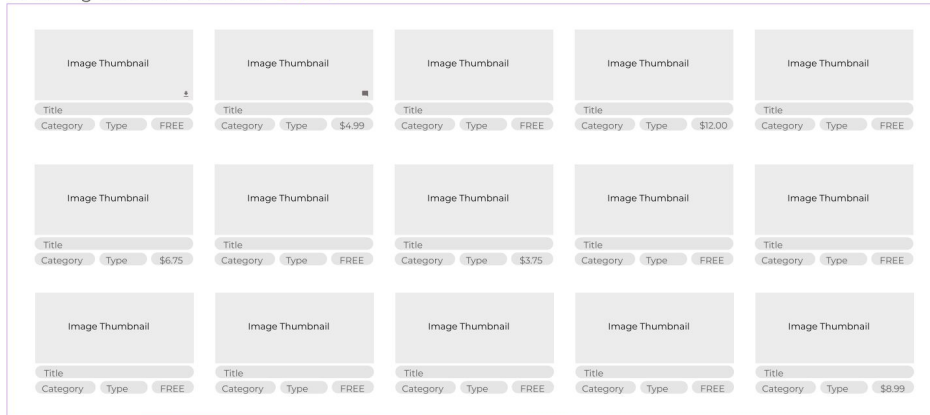 Image Thumbnail Image Thumbnail Image Thumbnail Image Thumbnail Image Thumbnail
Title Title Title Title Title
Category Type FREE Category Type $4.99 Category Type FREE Category Type $12.00 Category Type FREE
Image Thumbnail Image Thumbnail Image Thumbnail Image Thumbnail Image Thumbnail
Title Title Title Title Title
Category Type $6.75 Category Type FREE Category Type $3.75 Category Type FREE Category Type FREE
Image Thumbnail Image Thumbnail Image Thumbnail Image Thumbnail Image Thumbnail
Title Title Title Title Title
Category Type FREE Category Type FREE Category Type FREE Category Type FREE Category Type $8.99